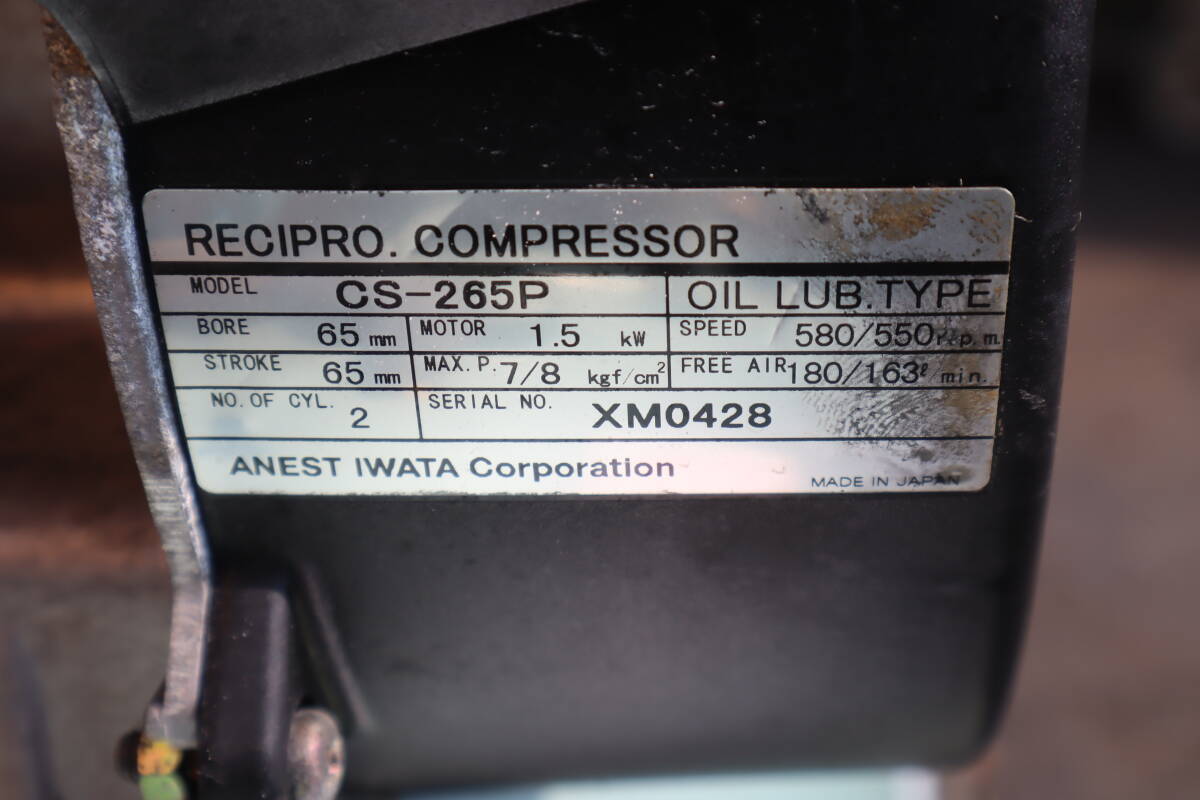 RECIPRO. COMPRESSOR
MODEL CS-265P OIL LUB.TYPE
BORE 65 mm MOTOR 1.5 kW SPEED 580/550 r.p.m.
STROKE 65 mm MAX. P. 7/8 kgf/cm² FREE AIR 180/163 ℓ/min.
NO. OF CYL. 2 SERIAL NO. XM0428
ANEST IWATA Corporation MADE IN JAPAN